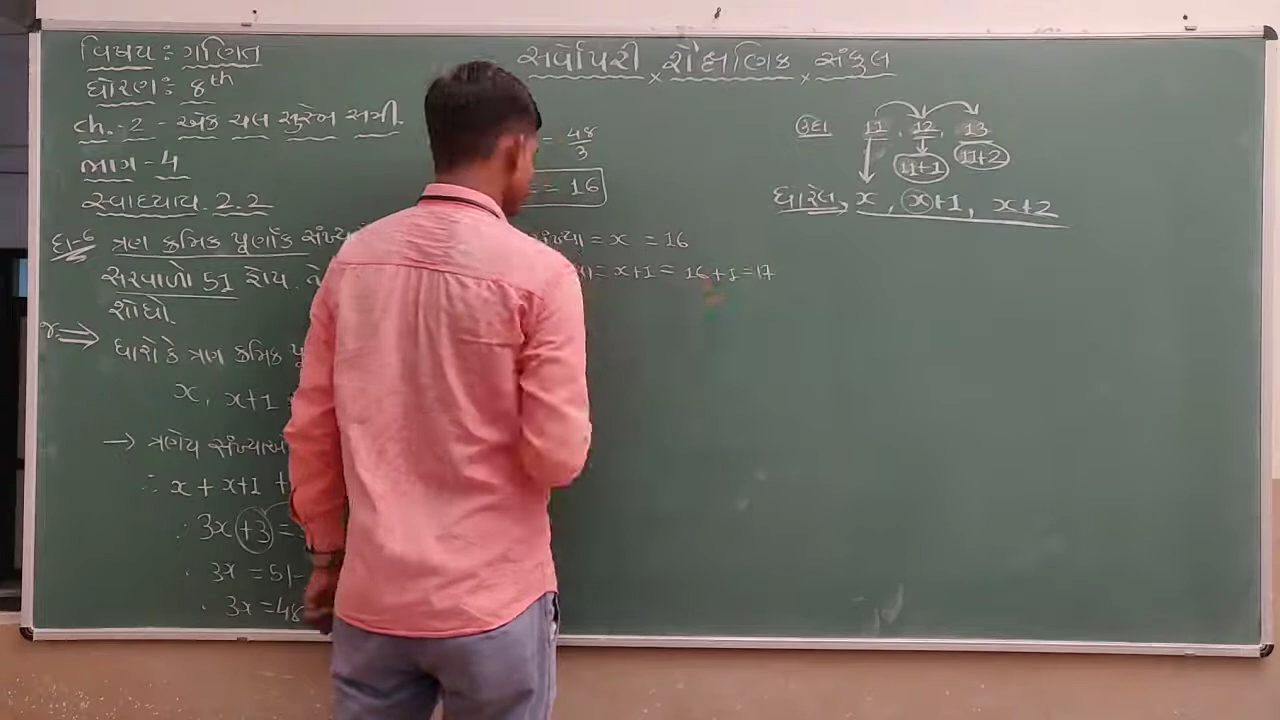 વિષય : ગણિત
ધોરણ : 8th
ch.-2 - એક ચલ સુરેખ સમી.
ભાગ - 4
સ્વાધ્યાય. 2.2
દા-6 ત્રણ ક્રમિક પૂર્ણાંક
સરવાળો 51 હોય. તો
શોધો.
જ. ⇒ ધારો કે ત્રણ ક્રમિક
x, x+1
→ ત્રણેય
∴ x + x+1 +
∴ 3x +3 =
3x = 51-
3x = 48
સર્વોપરી શૈક્ષણિક સંકુલ
= 48/3
= 16
સંખ્યા = x = 16
= x+1 = 16+1 = 17
ઉદા 11, 12, 13
11+1 11+2
ધારેલ, x, x+1, x+2